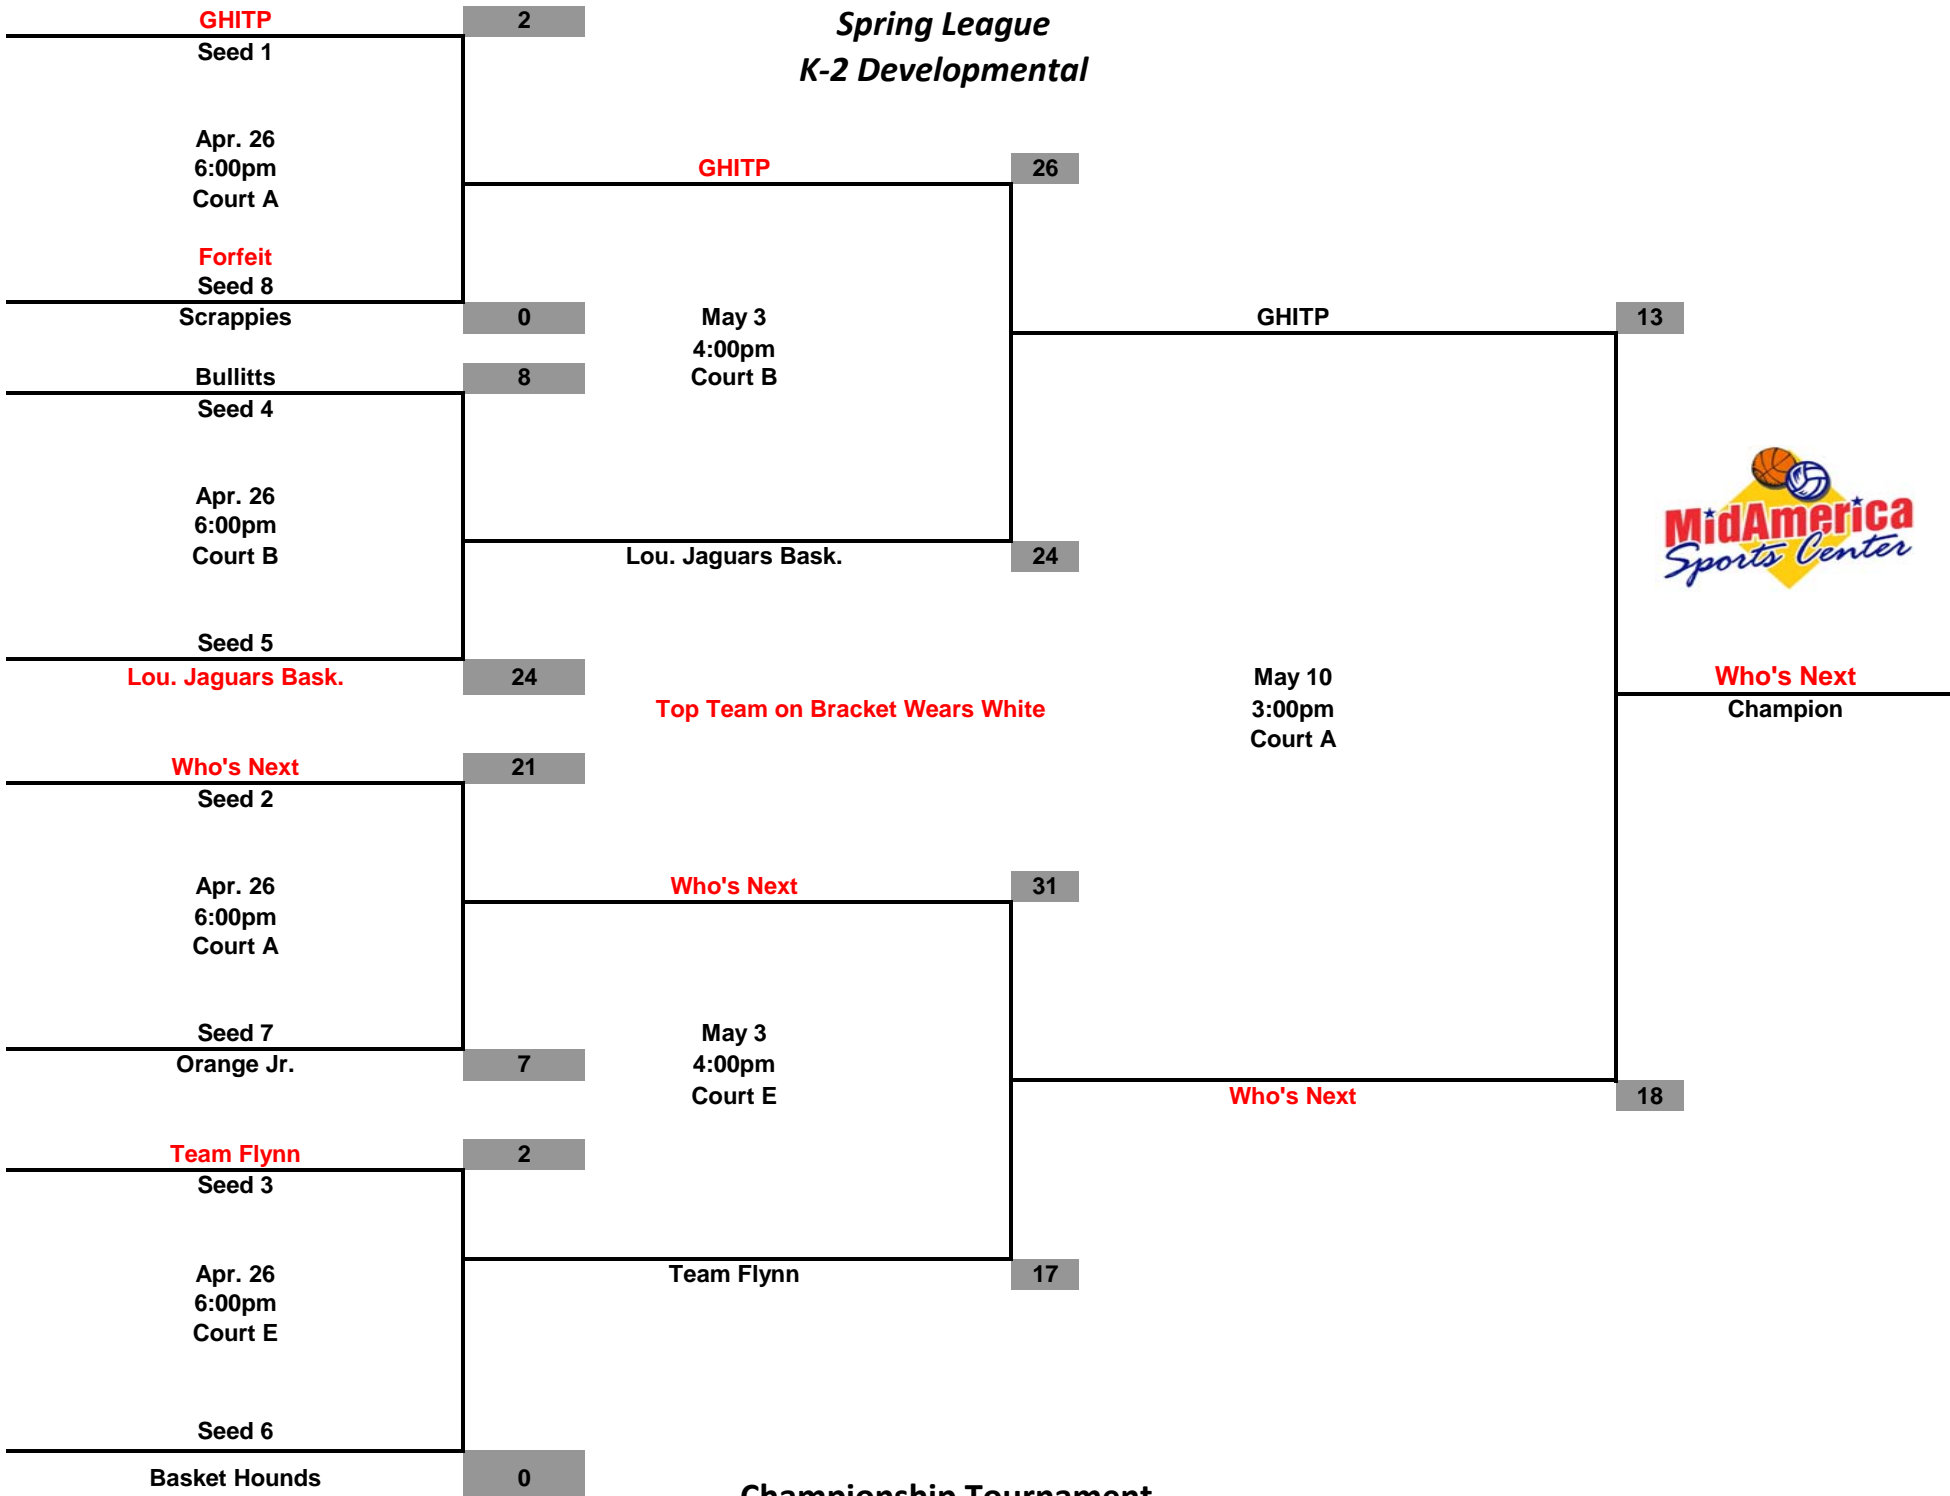 GHITP 2
Spring League
Seed 1
K-2 Developmental
Apr. 26
6:00pm
Court A
GHITP 26
Forfeit
Seed 8
Scrappies 0
May 3
4:00pm
Court B
GHITP 13
Bullitts 8
Seed 4
Apr. 26
6:00pm
Court B
Lou. Jaguars Bask. 24
MidAmerica
Sports Center
Seed 5
Lou. Jaguars Bask. 24
Top Team on Bracket Wears White
May 10
3:00pm
Court A
Who's Next
Champion
Who's Next 21
Seed 2
Apr. 26
6:00pm
Court A
Who's Next 31
Seed 7
Orange Jr. 7
May 3
4:00pm
Court E
Who's Next 18
Team Flynn 2
Seed 3
Apr. 26
6:00pm
Court E
Team Flynn 17
Seed 6
Basket Hounds 0
Championship Tournament